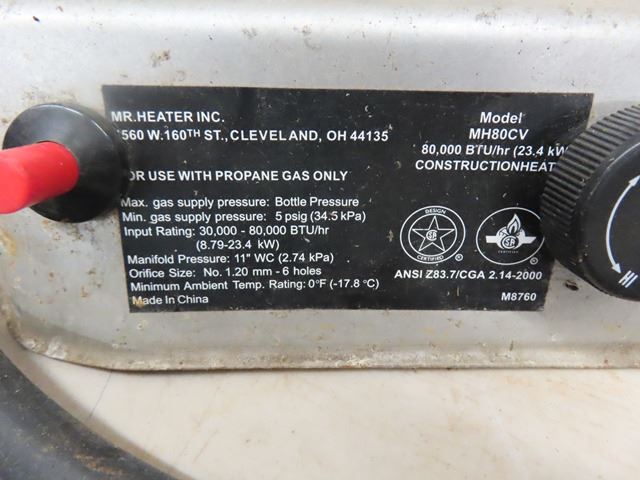 MR.HEATER INC.
560 W.160TH ST., CLEVELAND, OH 44135
OR USE WITH PROPANE GAS ONLY
Max. gas supply pressure: Bottle Pressure
Min. gas supply pressure: 5 psig (34.5 kPa)
Input Rating: 30,000 - 80,000 BTU/hr
(8.79-23.4 kW)
Manifold Pressure: 11" WC (2.74 kPa)
Orifice Size: No. 1.20 mm - 6 holes
Minimum Ambient Temp. Rating: 0°F (-17.8 °C)
Made In China
Model
MH80CV
80,000 BTU/hr (23.4 kW
CONSTRUCTIONHEAT
DESIGN
CERTIFIED
ANSI Z83.7/CGA 2.14-2000
M8760